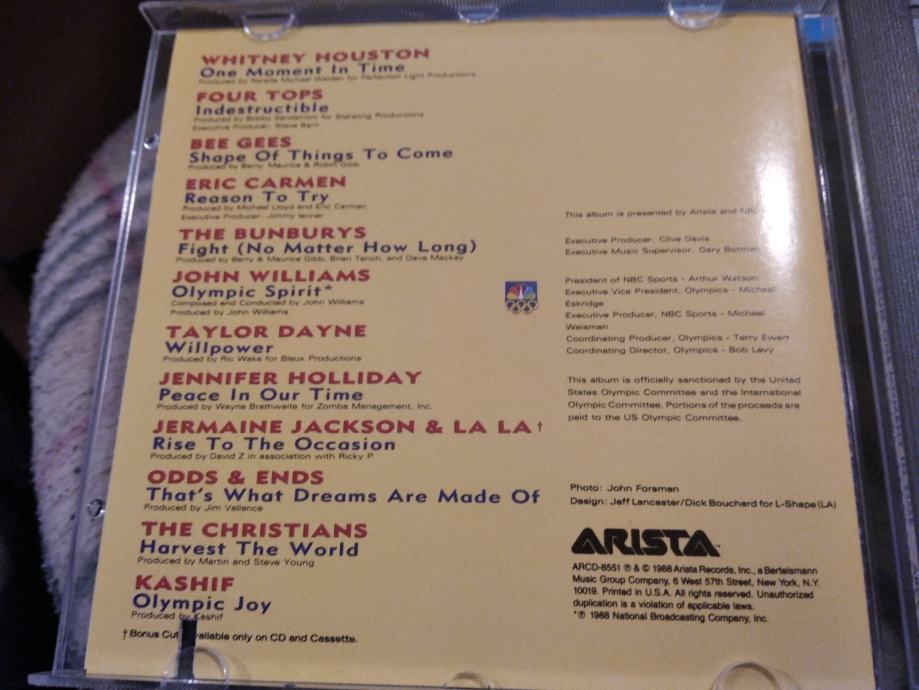 WHITNEY HOUSTON
One Moment In Time
Produced by Narada Michael Walden for Perfection Light Productions
FOUR TOPS
Indestructible
Produced by Bobby Sandstrom for Starsong Productions
Executive Producer: Steve Barri
BEE GEES
Shape Of Things To Come
Produced by Barry, Maurice & Robin Gibb
ERIC CARMEN
Reason To Try
Produced by Michael Lloyd and Eric Carmen
Executive Producer: Jimmy Ienner
THE BUNBURYS
Fight (No Matter How Long)
Produced by Barry & Maurice Gibb, Brian Tench, and Dave Mackay
JOHN WILLIAMS
Olympic Spirit*
Composed and Conducted by John Williams
Produced by John Williams
TAYLOR DAYNE
Willpower
Produced by Ric Wake for Bleux Productions
JENNIFER HOLLIDAY
Peace In Our Time
Produced by Wayne Brathwaite for Zomba Management, Inc.
JERMAINE JACKSON & LA LA†
Rise To The Occasion
Produced by David Z in association with Ricky P
ODDS & ENDS
That's What Dreams Are Made Of
Produced by Jim Vallance
THE CHRISTIANS
Harvest The World
Produced by Martin and Steve Young
KASHIF
Olympic Joy
Produced by Kashif
† Bonus Cut available only on CD and Cassette.
This album is presented by Arista and
Executive Producer: Clive Davis
Executive Music Supervisor: Gary Borman
President of NBC Sports - Arthur Watson
Executive Vice President, Olympics - Michael
Eskridge
Executive Producer, NBC Sports - Michael
Weisman
Coordinating Producer, Olympics - Terry Ewert
Coordinating Director, Olympics - Bob Levy
This album is officially sanctioned by the United
States Olympic Committee and the International
Olympic Committee. Portions of the proceeds are
paid to the US Olympic Committee.
Photo: John Forsman
Design: Jeff Lancaster/Dick Bouchard for L-Shape (LA)
ARISTA™
ARCD-8551 ℗ & © 1988 Arista Records, Inc., a Bertelsmann
Music Group Company, 6 West 57th Street, New York, N.Y.
10019. Printed in U.S.A. All rights reserved. Unauthorized
duplication is a violation of applicable laws.
*℗ 1988 National Broadcasting Company, Inc.